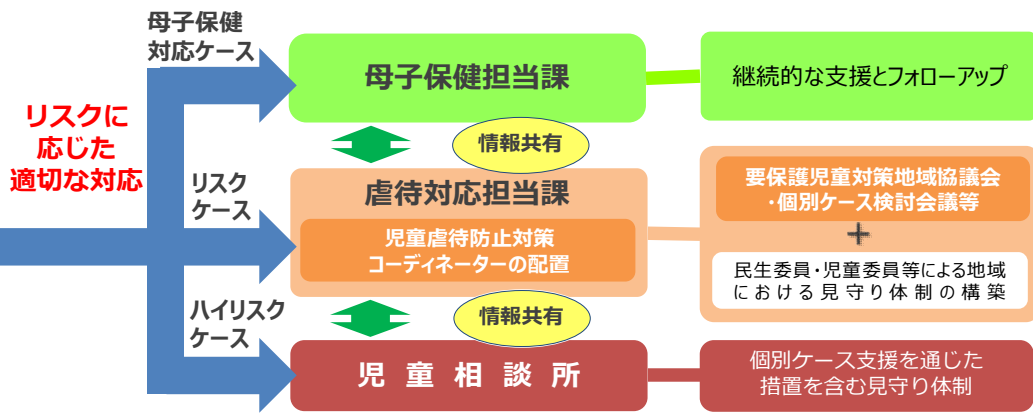 母子保健
対応ケース
母子保健担当課
継続的な支援とフォローアップ
リスクに
応じた
適切な対応
情報共有
リスク
ケース
虐待対応担当課
児童虐待防止対策
コーディネーターの配置
要保護児童対策地域協議会
・個別ケース検討会議等
+
民生委員・児童委員等による地域
における見守り体制の構築
ハイリスク
ケース
情報共有
児童相談所
個別ケース支援を通じた
措置を含む見守り体制